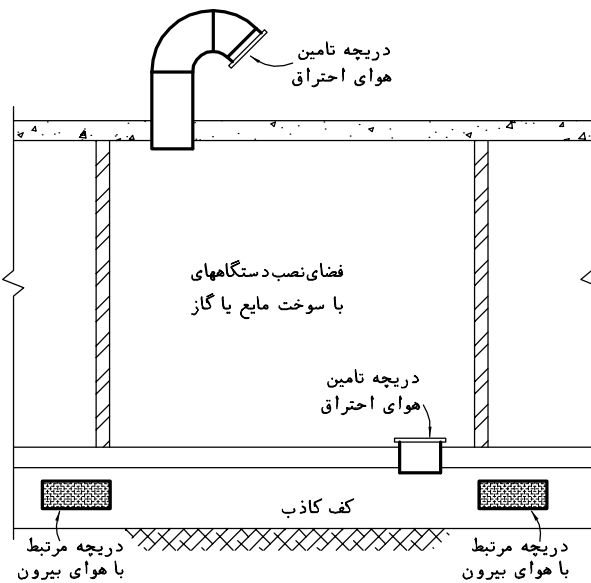 دریچه تامین
هوای احتراق
فضای نصب دستگاههای
با سوخت مایع یا گاز
دریچه تامین
هوای احتراق
کف کاذب
دریچه مرتبط
با هوای بیرون
دریچه مرتبط
با هوای بیرون